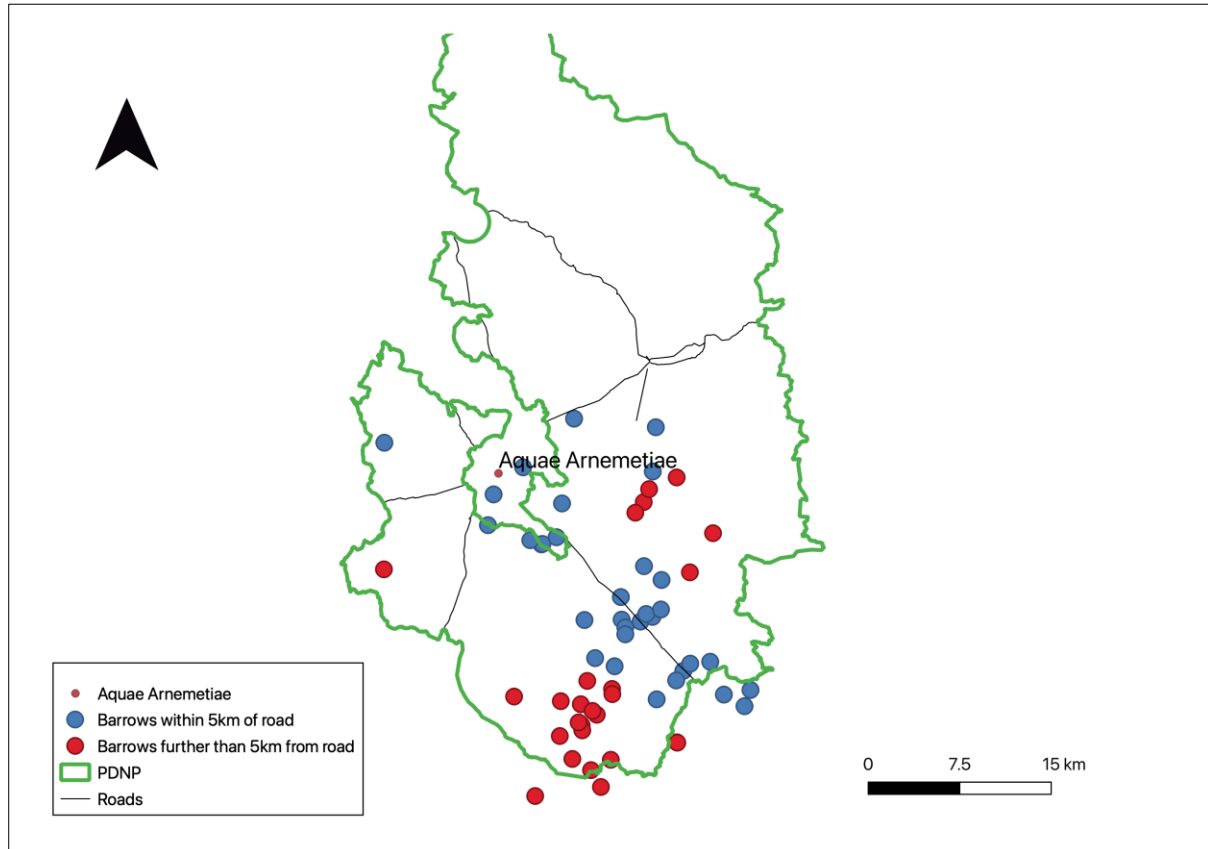 Aquae Arnemetiae
Aquae Arnemetiae
Barrows within 5km of road
Barrows further than 5km from road
PDNP
Roads
0 7.5 15 km